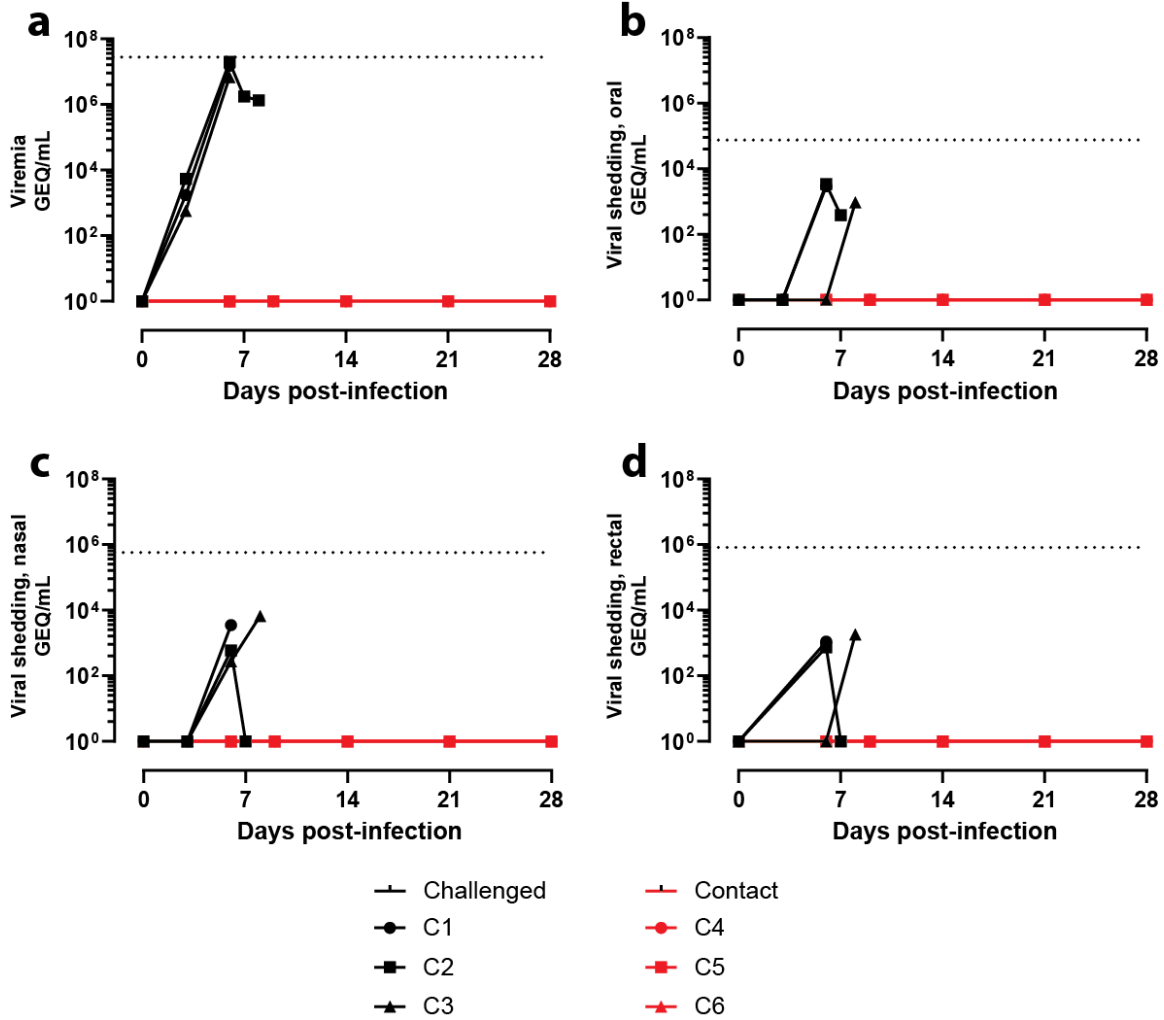 a
10⁸
10⁶
10⁴
10²
10⁰
Viremia
GEQ/mL
0 7 14 21 28
Days post-infection
b
10⁸
10⁶
10⁴
10²
10⁰
Viral shedding, oral
GEQ/mL
0 7 14 21 28
Days post-infection
c
10⁸
10⁶
10⁴
10²
10⁰
Viral shedding, nasal
GEQ/mL
0 7 14 21 28
Days post-infection
d
10⁸
10⁶
10⁴
10²
10⁰
Viral shedding, rectal
GEQ/mL
0 7 14 21 28
Days post-infection
Challenged
C1
C2
C3
Contact
C4
C5
C6